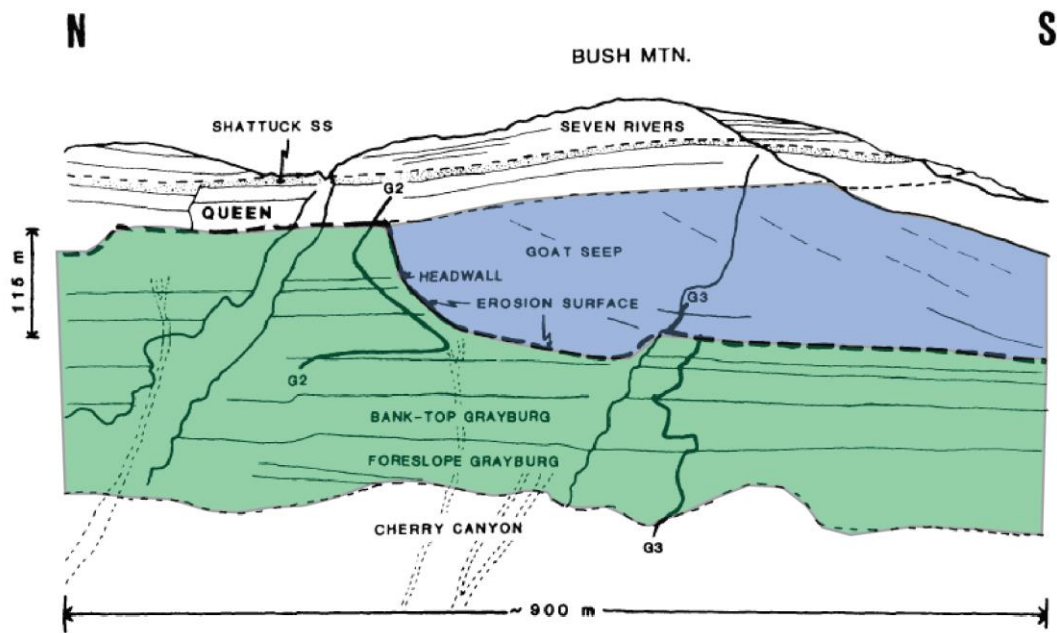 N
S
BUSH MTN.
SHATTUCK SS
SEVEN RIVERS
G2
QUEEN
GOAT SEEP
HEADWALL
115 m
G3
EROSION SURFACE
G2
BANK-TOP GRAYBURG
FORESLOPE GRAYBURG
CHERRY CANYON
G3
~ 900 m